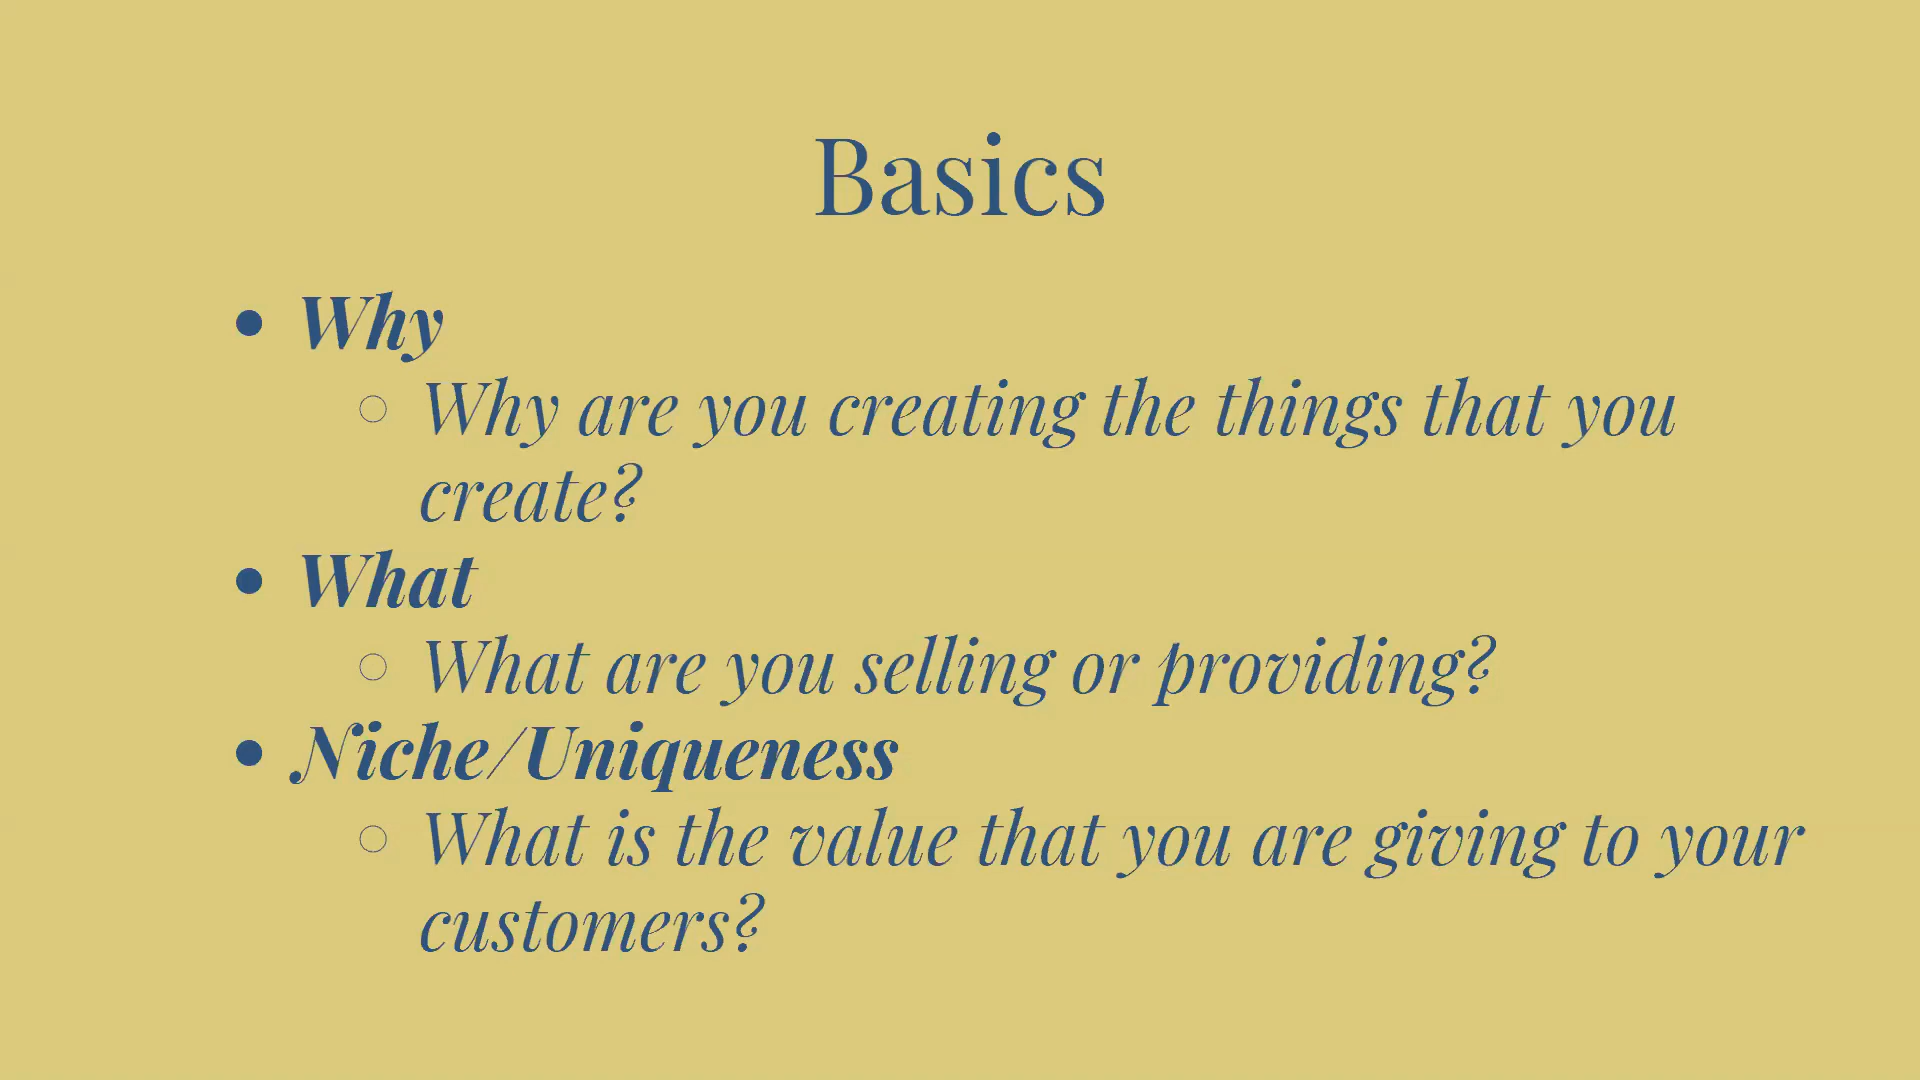 Basics
Why
Why are you creating the things that you
create?
What
What are you selling or providing?
Niche/Uniqueness
What is the value that you are giving to your
customers?